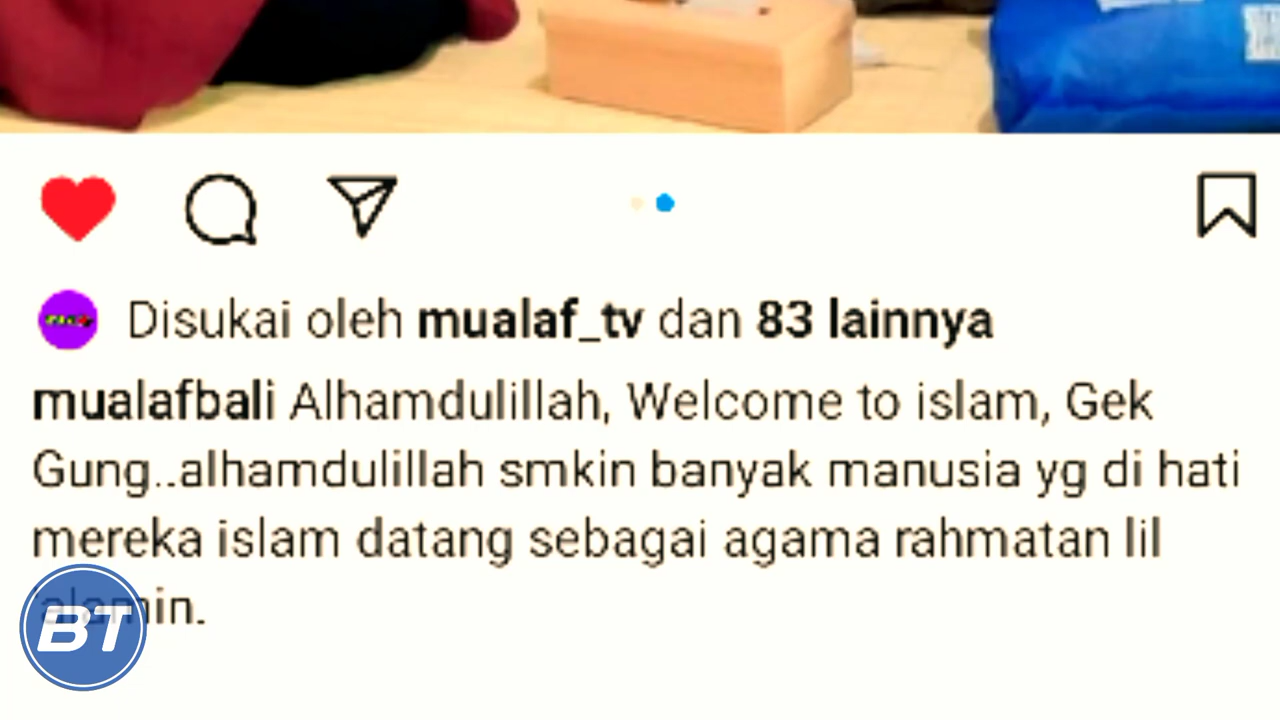 Disukai oleh mualaf_tv dan 83 lainnya
mualafbali Alhamdulillah, Welcome to islam, Gek
Gung..alhamdulillah smkin banyak manusia yg di hati
mereka islam datang sebagai agama rahmatan lil
'alamin.
BT